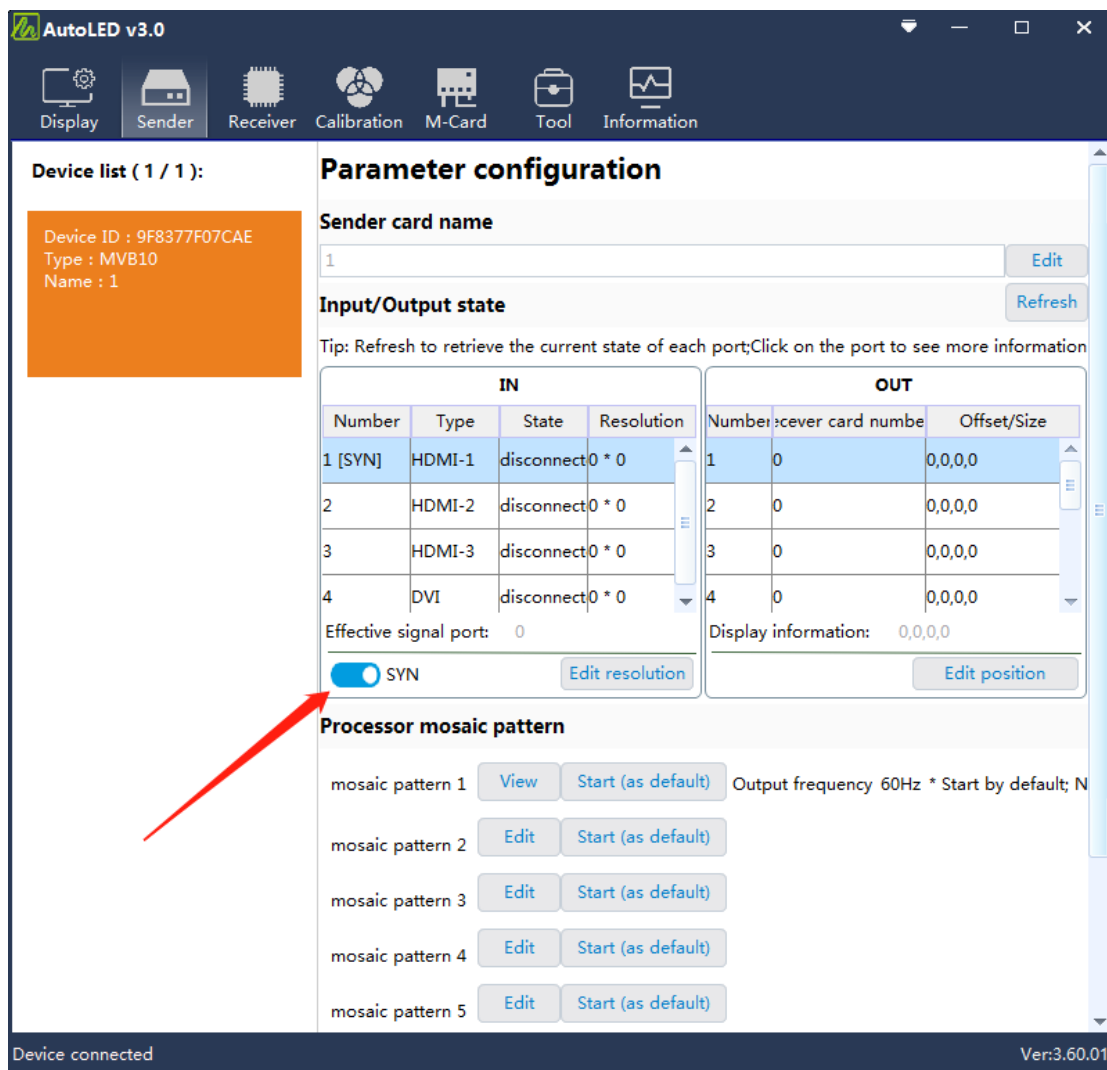 AutoLED v3.0
Display Sender Receiver Calibration M-Card Tool Information
Device list ( 1 / 1 ):
Device ID : 9F8377F07CAE
Type : MVB10
Name : 1
Parameter configuration
Sender card name
1 Edit
Input/Output state Refresh
Tip: Refresh to retrieve the current state of each port;Click on the port to see more information
IN OUT
Number Type State Resolution Number ecever card numbe Offset/Size
1 [SYN] HDMI-1 disconnect 0 * 0 1 0 0,0,0,0
2 HDMI-2 disconnect 0 * 0 2 0 0,0,0,0
3 HDMI-3 disconnect 0 * 0 3 0 0,0,0,0
4 DVI disconnect 0 * 0 4 0 0,0,0,0
Effective signal port: 0 Display information: 0,0,0,0
SYN Edit resolution Edit position
Processor mosaic pattern
mosaic pattern 1 View Start (as default) Output frequency 60Hz * Start by default; N
mosaic pattern 2 Edit Start (as default)
mosaic pattern 3 Edit Start (as default)
mosaic pattern 4 Edit Start (as default)
mosaic pattern 5 Edit Start (as default)
Device connected Ver:3.60.01